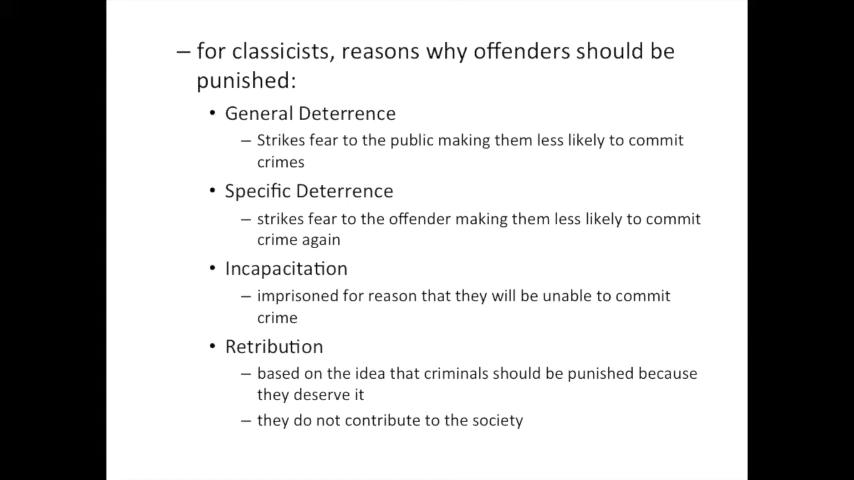 – for classicists, reasons why offenders should be
punished:
• General Deterrence
– Strikes fear to the public making them less likely to commit
crimes
• Specific Deterrence
– strikes fear to the offender making them less likely to commit
crime again
• Incapacitation
– imprisoned for reason that they will be unable to commit
crime
• Retribution
– based on the idea that criminals should be punished because
they deserve it
– they do not contribute to the society